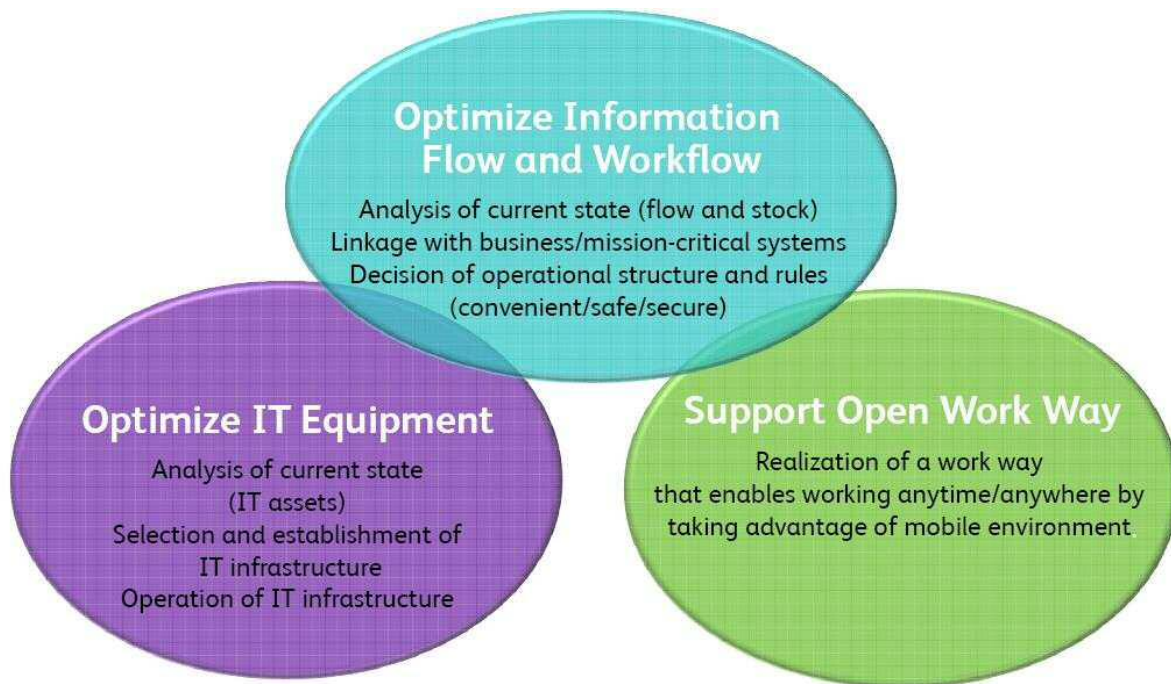 Optimize Information
Flow and Workflow
Analysis of current state (flow and stock)
Linkage with business/mission-critical systems
Decision of operational structure and rules
(convenient/safe/secure)
Optimize IT Equipment
Analysis of current state
(IT assets)
Selection and establishment of
IT infrastructure
Operation of IT infrastructure
Support Open Work Way
Realization of a work way
that enables working anytime/anywhere by
taking advantage of mobile environment.